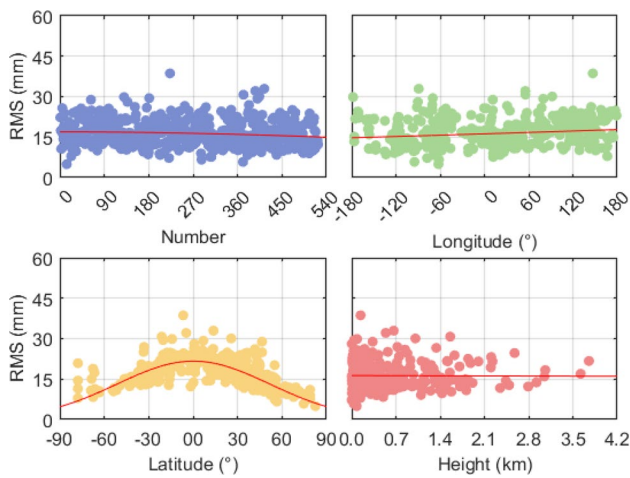 60
45
30
15
0
RMS (mm)
0 90 180 270 360 450 540
Number
-180 -120 -60 0 60 120 180
Longitude (°)
60
45
30
15
0
RMS (mm)
-90 -60 -30 00 30 60 90
Latitude (°)
0.0 0.7 1.4 2.1 2.8 3.5 4.2
Height (km)